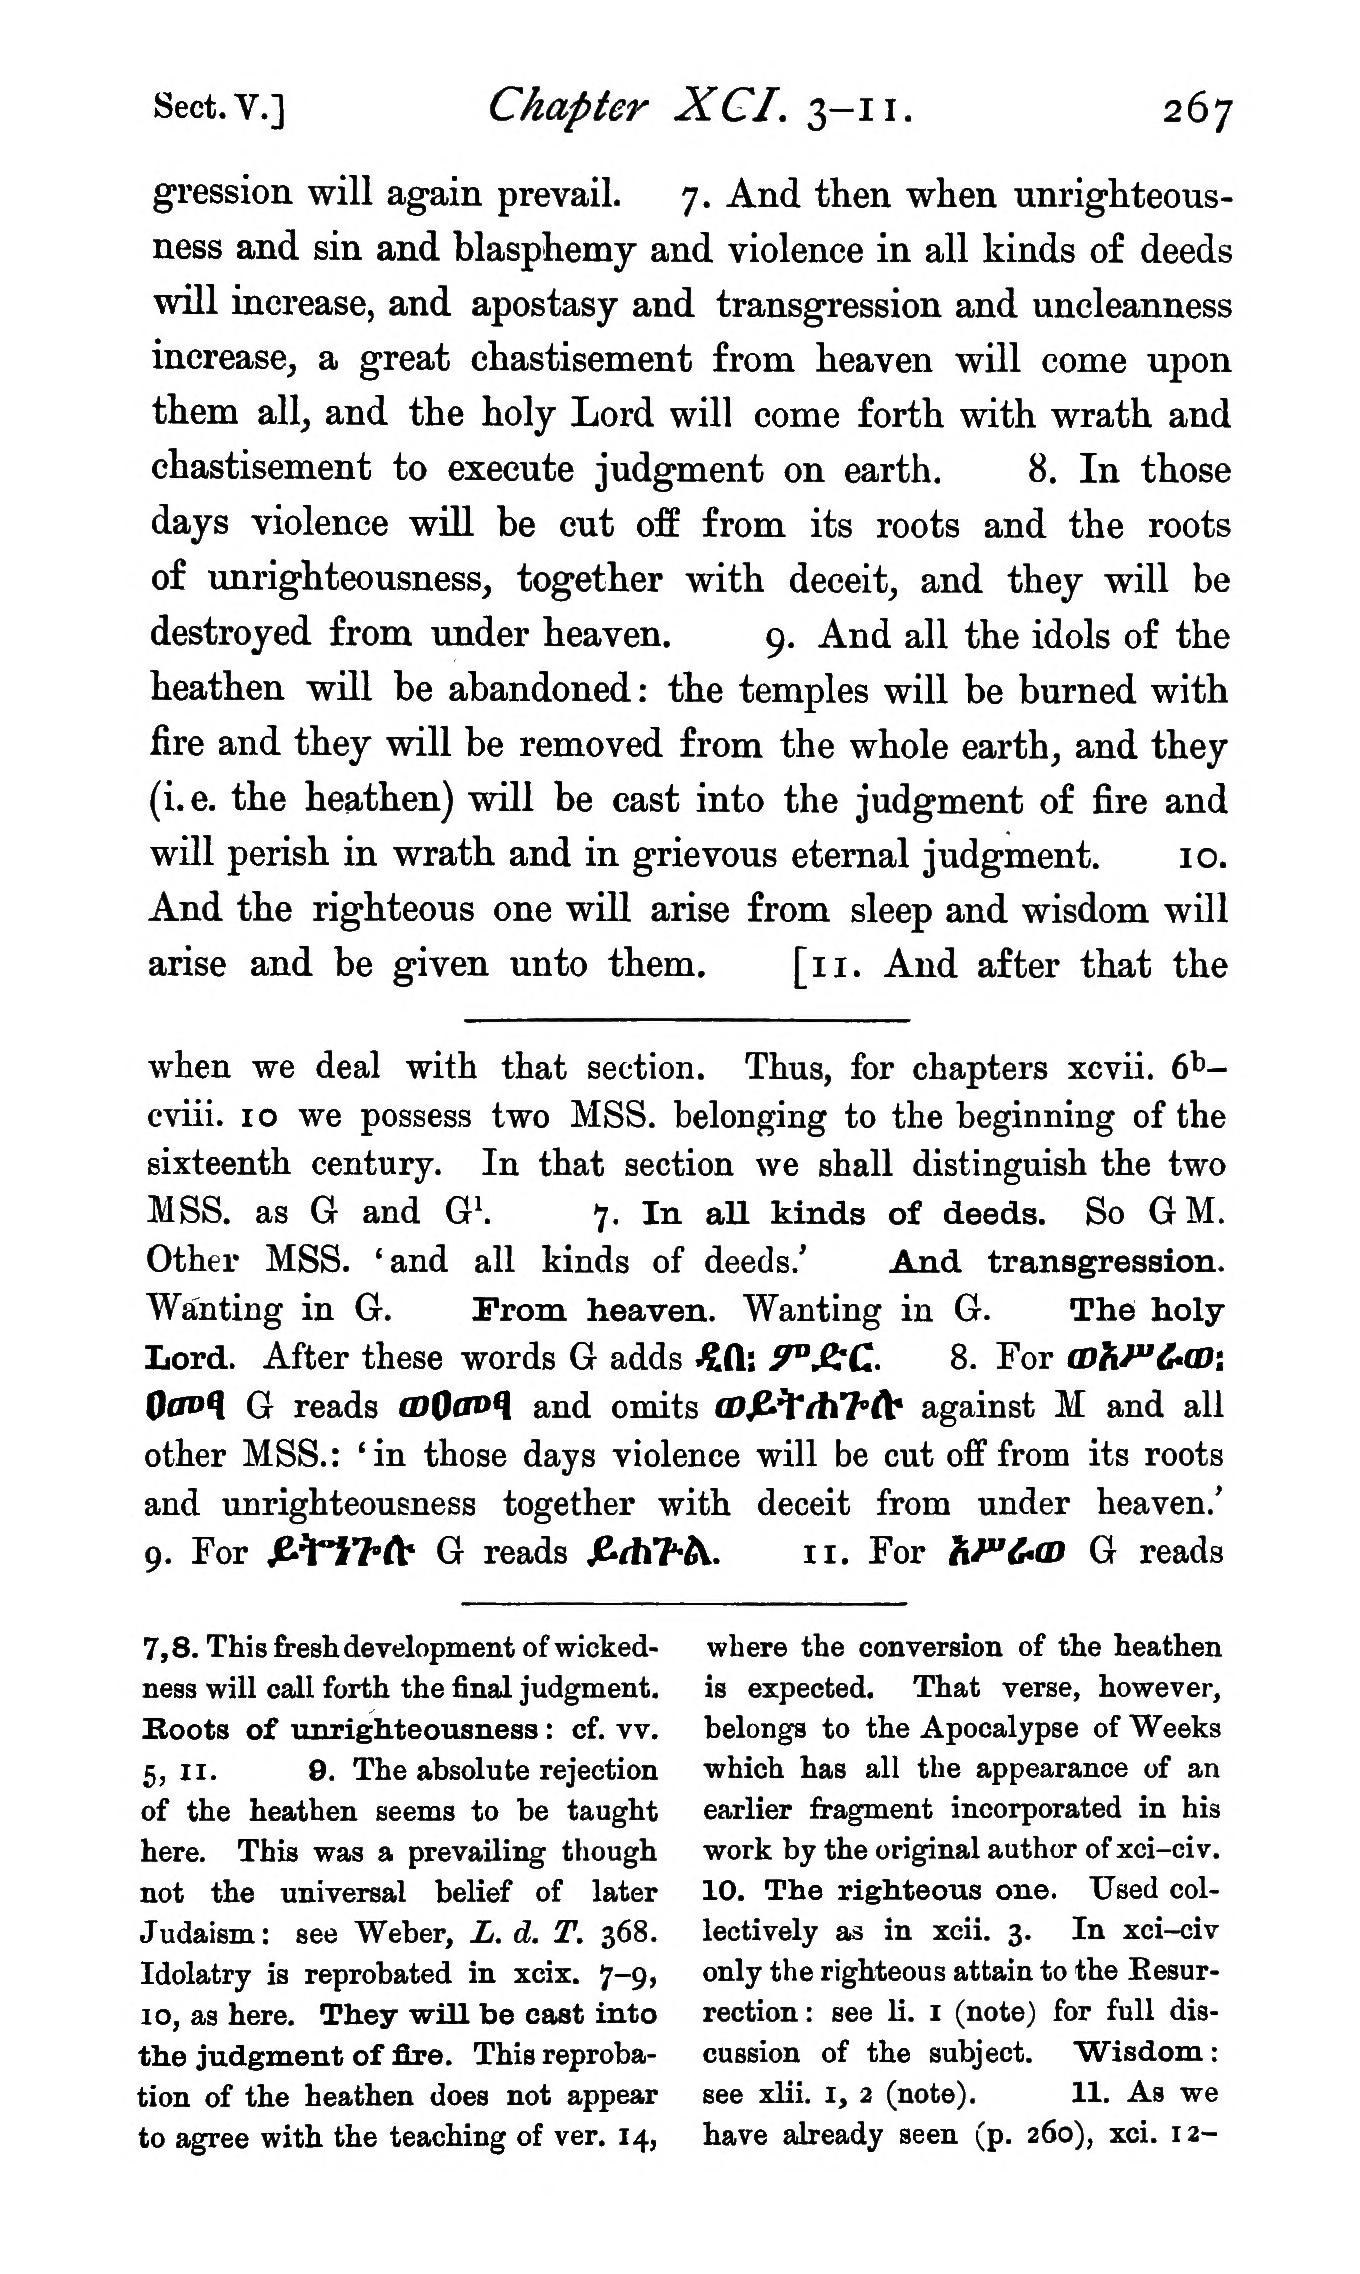 Sect. V.] Chapter XCI. 3–11. 267
gression will again prevail. 7. And then when unrighteous-
ness and sin and blasphemy and violence in all kinds of deeds
will increase, and apostasy and transgression and uncleanness
increase, a great chastisement from heaven will come upon
them all, and the holy Lord will come forth with wrath and
chastisement to execute judgment on earth. 8. In those
days violence will be cut off from its roots and the roots
of unrighteousness, together with deceit, and they will be
destroyed from under heaven. 9. And all the idols of the
heathen will be abandoned: the temples will be burned with
fire and they will be removed from the whole earth, and they
(i.e. the heathen) will be cast into the judgment of fire and
will perish in wrath and in grievous eternal judgment. 10.
And the righteous one will arise from sleep and wisdom will
arise and be given unto them. [11. And after that the
when we deal with that section. Thus, for chapters xcvii. 6ᵇ–
cviii. 10 we possess two MSS. belonging to the beginning of the
sixteenth century. In that section we shall distinguish the two
MSS. as G and G¹. 7. In all kinds of deeds. So G M.
Other MSS. ‘and all kinds of deeds.’ And transgression.
Wanting in G. From heaven. Wanting in G. The holy
Lord. After these words G adds ዲበ፡ ምድር. 8. For ወአሥራወ፡
ዐመፃ G reads ወዐመፃ and omits ወይትሐጐሉ against M and all
other MSS.: ‘in those days violence will be cut off from its roots
and unrighteousness together with deceit from under heaven.’
9. For ይትነጐሉ G reads ይሐጐል. 11. For አሥራወ G reads
7, 8. This fresh development of wicked-
ness will call forth the final judgment.
Roots of unrighteousness: cf. vv.
5, 11. 9. The absolute rejection
of the heathen seems to be taught
here. This was a prevailing though
not the universal belief of later
Judaism: see Weber, L. d. T. 368.
Idolatry is reprobated in xcix. 7–9,
10, as here. They will be cast into
the judgment of fire. This reproba-
tion of the heathen does not appear
to agree with the teaching of ver. 14,
where the conversion of the heathen
is expected. That verse, however,
belongs to the Apocalypse of Weeks
which has all the appearance of an
earlier fragment incorporated in his
work by the original author of xci–civ.
10. The righteous one. Used col-
lectively as in xcii. 3. In xci–civ
only the righteous attain to the Resur-
rection: see li. 1 (note) for full dis-
cussion of the subject. Wisdom:
see xlii. 1, 2 (note). 11. As we
have already seen (p. 260), xci. 12–